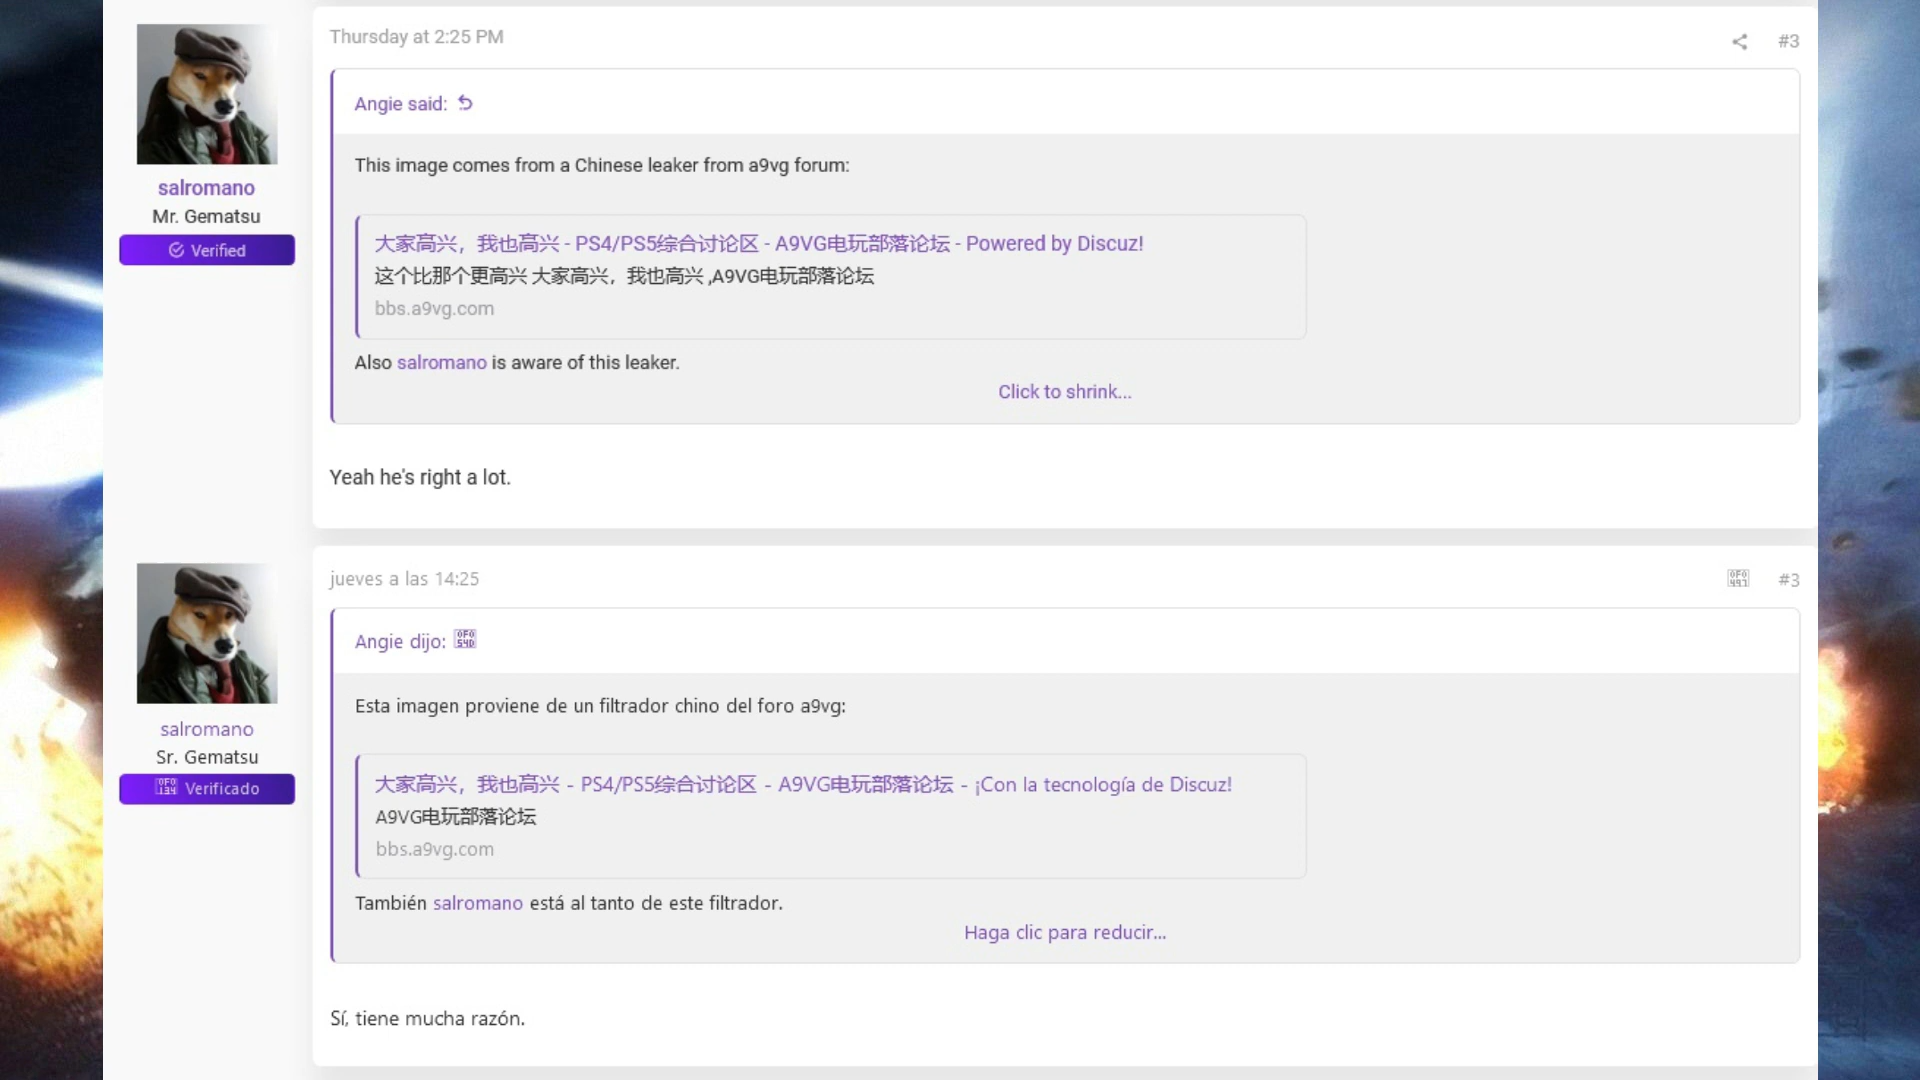 Thursday at 2:25 PM
#3
Angie said:
This image comes from a Chinese leaker from a9vg forum:
salromano
Mr. Gematsu
Verified
大家高兴，我也高兴 - PS4/PS5综合讨论区 - A9VG电玩部落论坛 - Powered by Discuz!
这个比那个更高兴 大家高兴，我也高兴 ,A9VG电玩部落论坛
bbs.a9vg.com
Also salromano is aware of this leaker.
Click to shrink...
Yeah he's right a lot.
jueves a las 14:25
#3
Angie dijo:
Esta imagen proviene de un filtrador chino del foro a9vg:
salromano
Sr. Gematsu
Verificado
大家高兴，我也高兴 - PS4/PS5综合讨论区 - A9VG电玩部落论坛 - ¡Con la tecnología de Discuz!
A9VG电玩部落论坛
bbs.a9vg.com
También salromano está al tanto de este filtrador.
Haga clic para reducir...
Sí, tiene mucha razón.